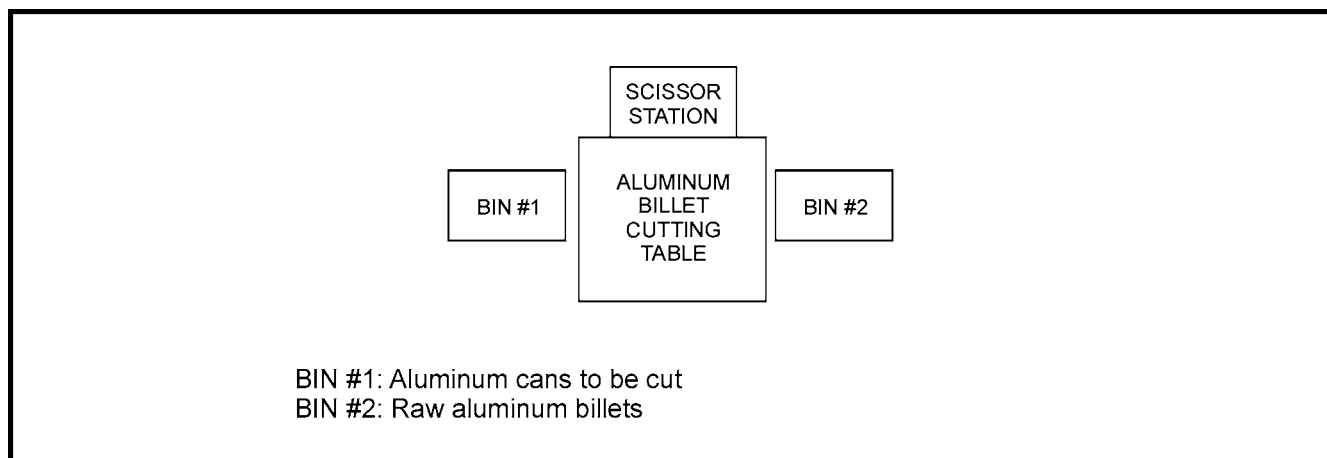 SCISSOR
STATION
ALUMINUM
BILLET
CUTTING
TABLE
BIN #1
BIN #2
BIN #1: Aluminum cans to be cut
BIN #2: Raw aluminum billets